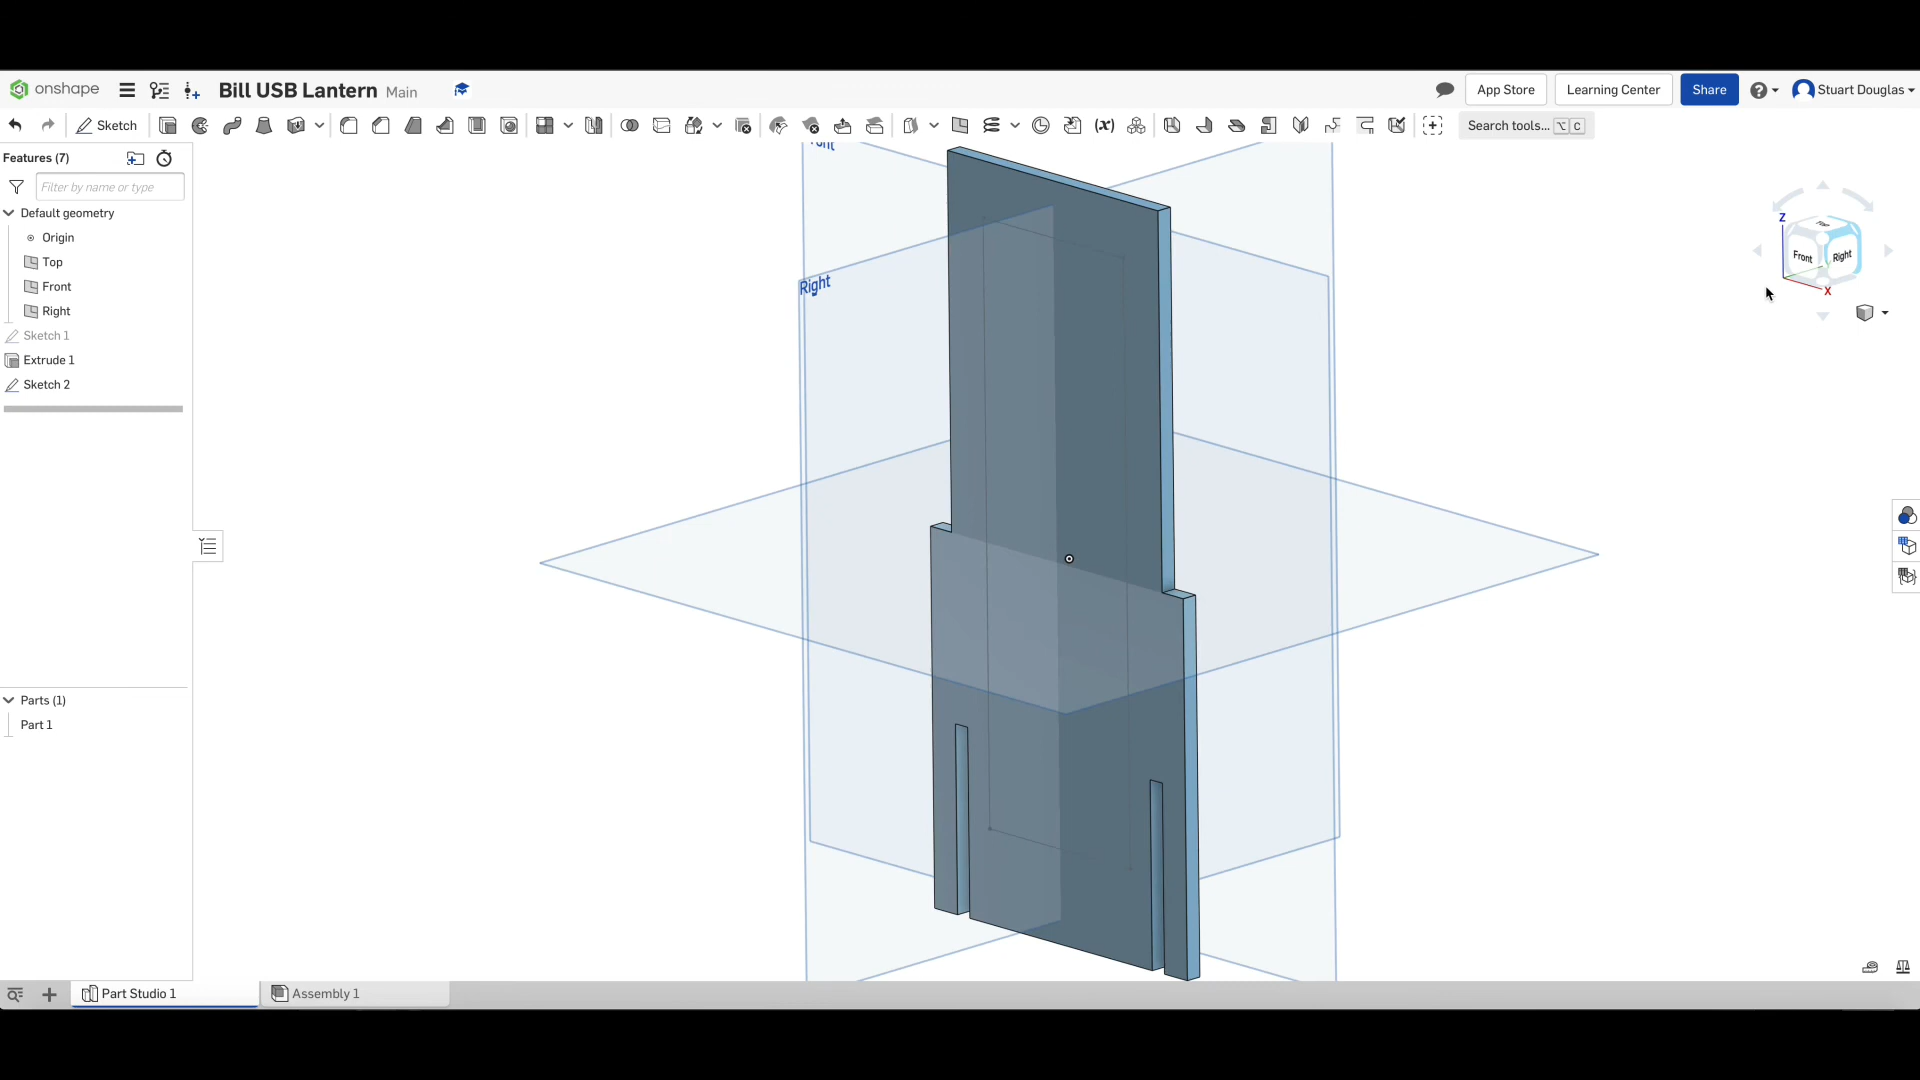 onshape
Bill USB Lantern Main
App Store
Learning Center
Share
Stuart Douglas
Sketch
Search tools... ⌥ C
Features (7)
Filter by name or type
Default geometry
Origin
Top
Front
Right
Sketch 1
Extrude 1
Sketch 2
Parts (1)
Part 1
Right
Z
Top
Front
Right
X
Part Studio 1
Assembly 1